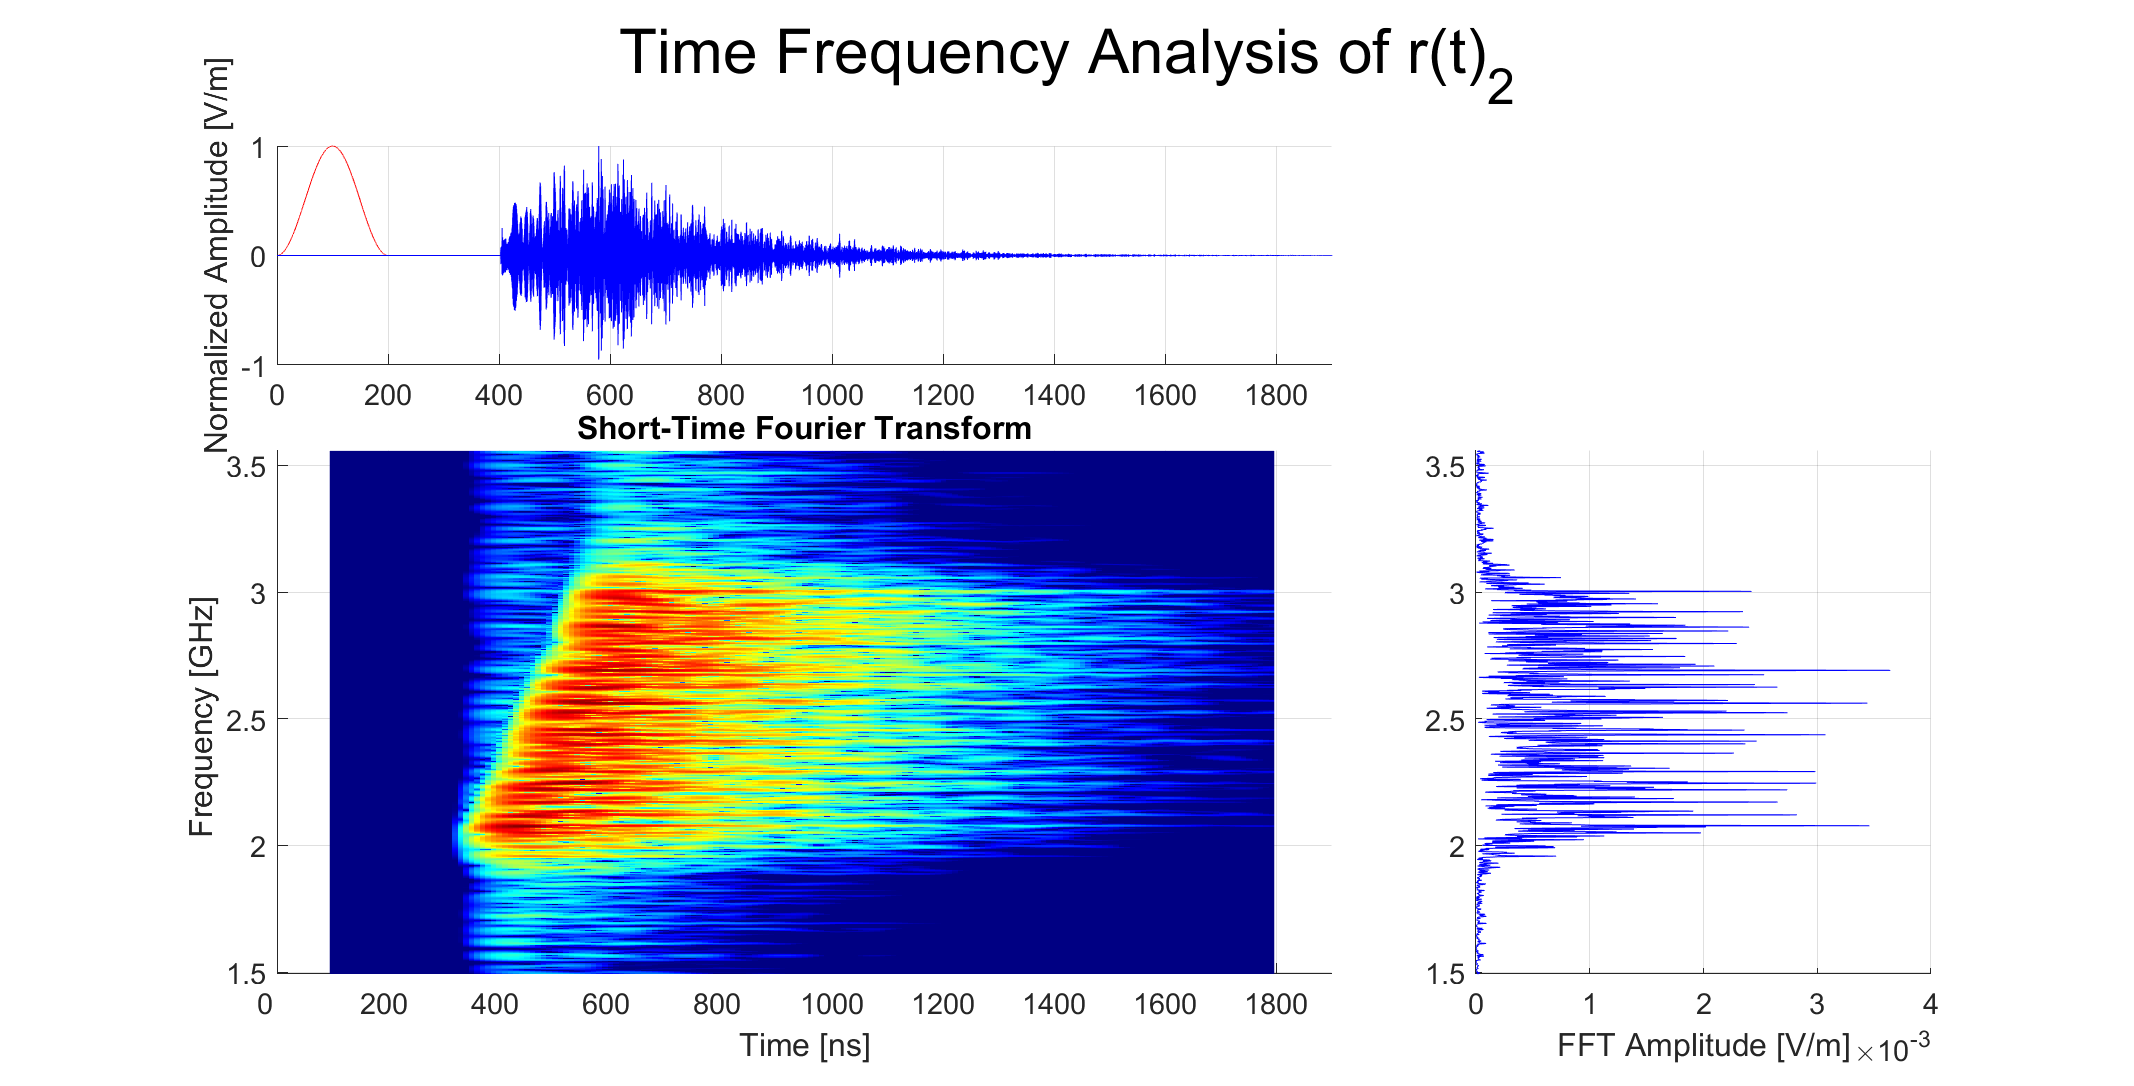 Time Frequency Analysis of r(t)2
Normalized Amplitude [V/m]
1
0
-1
0 200 400 600 800 1000 1200 1400 1600 1800
Short-Time Fourier Transform
Frequency [GHz]
3.5
3
2.5
2
1.5
0 200 400 600 800 1000 1200 1400 1600 1800
Time [ns]
3.5
3
2.5
2
1.5
0 1 2 3 4
FFT Amplitude [V/m] ×10-3